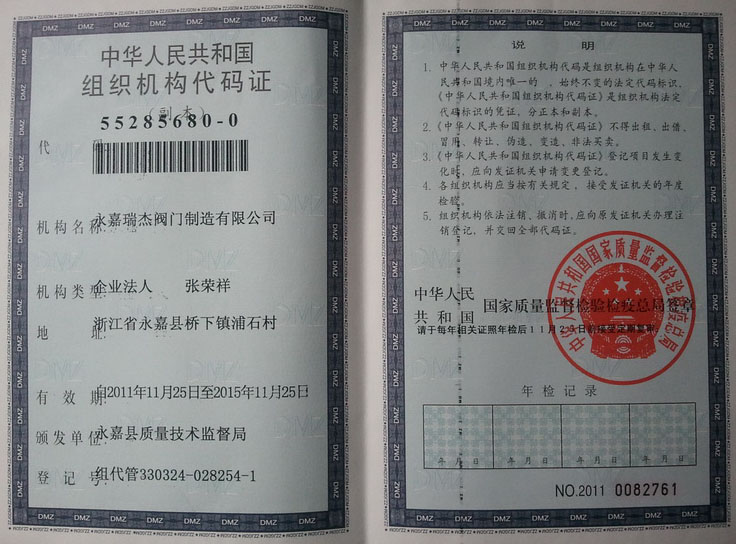 中华人民共和国
组织机构代码证
(副本)
55285680-0
代
机构名称:永嘉瑞杰阀门制造有限公司
机构类型:企业法人 张荣祥
地 址:浙江省永嘉县桥下镇浦石村
有 效 期:自2011年11月25日至2015年11月25日
颁发单位:永嘉县质量技术监督局
登 记 号:组代管330324-028254-1
说 明
1. 中华人民共和国组织机构代码是组织机构在中华人
民共和国境内唯一的、始终不变的法定代码标识,
《中华人民共和国组织机构代码证》是组织机构法定
代码标识的凭证,分正本和副本。
2.《中华人民共和国组织机构代码证》不得出租、出借、
冒用、转让、伪造、变造、非法买卖。
3.《中华人民共和国组织机构代码证》登记项目发生变
化时,应向发证机关申请变更登记。
4. 各组织机构应当按有关规定,接受发证机关的年度
检验。
5. 组织机构依法注销、撤消时,应向原发证机关办理注
销登记,并交回全部代码证。
中华人民
共和国 国家质量监督检验检疫总局签章
请于每年相关证照年检后11月25日前
中华人民共和国国家质量监督检验检疫总局
年检记录
年 月 日 年 月 日 年 月 日 年 月 日
NO.2011 0082761